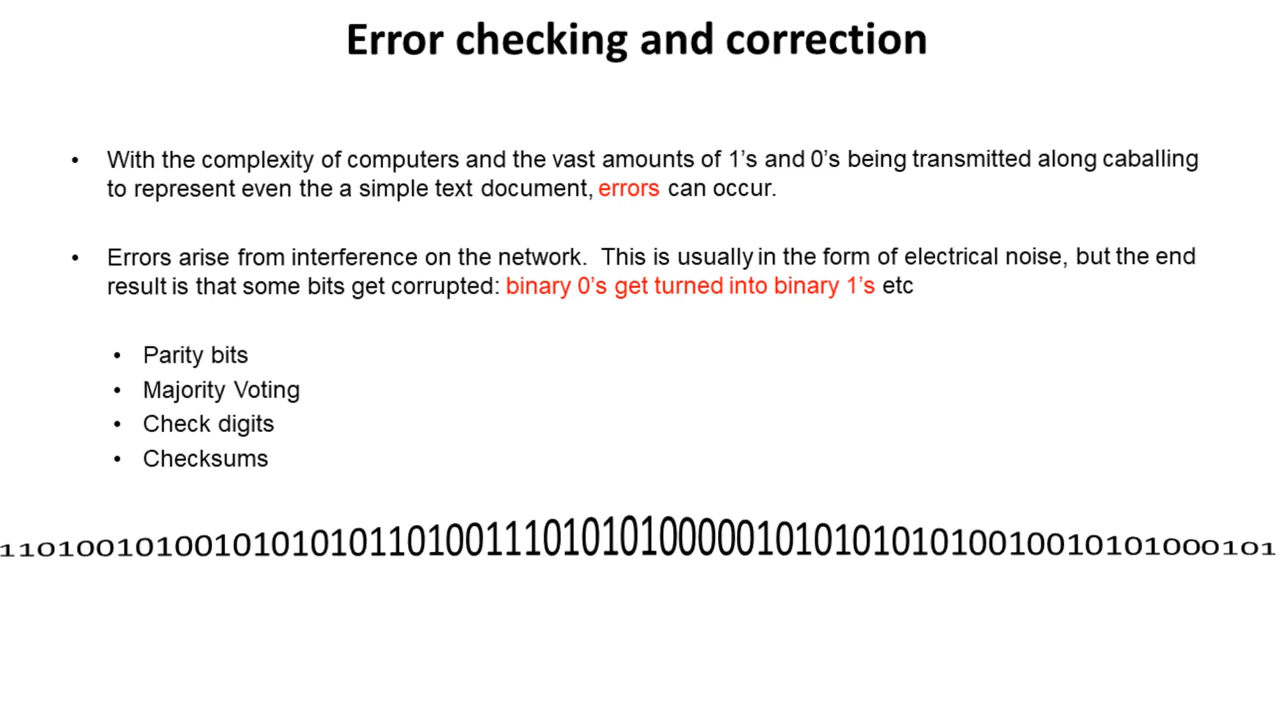 Error checking and correction
• With the complexity of computers and the vast amounts of 1’s and 0’s being transmitted along caballing
to represent even the a simple text document, errors can occur.
• Errors arise from interference on the network.  This is usually in the form of electrical noise, but the end
result is that some bits get corrupted: binary 0’s get turned into binary 1’s etc
• Parity bits
• Majority Voting
• Check digits
• Checksums
110100101001010101011010011101010100000101010101010010010101000101